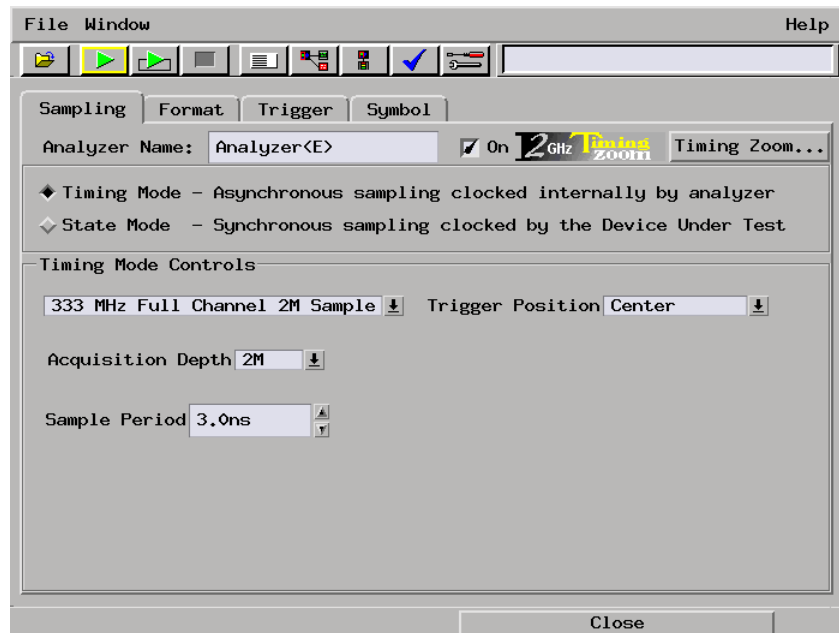 File Window Help
Sampling Format Trigger Symbol
Analyzer Name: Analyzer<E> On 2 GHz Timing Zoom Timing Zoom...
Timing Mode - Asynchronous sampling clocked internally by analyzer
State Mode - Synchronous sampling clocked by the Device Under Test
Timing Mode Controls
333 MHz Full Channel 2M Sample Trigger Position Center
Acquisition Depth 2M
Sample Period 3.0ns
Close